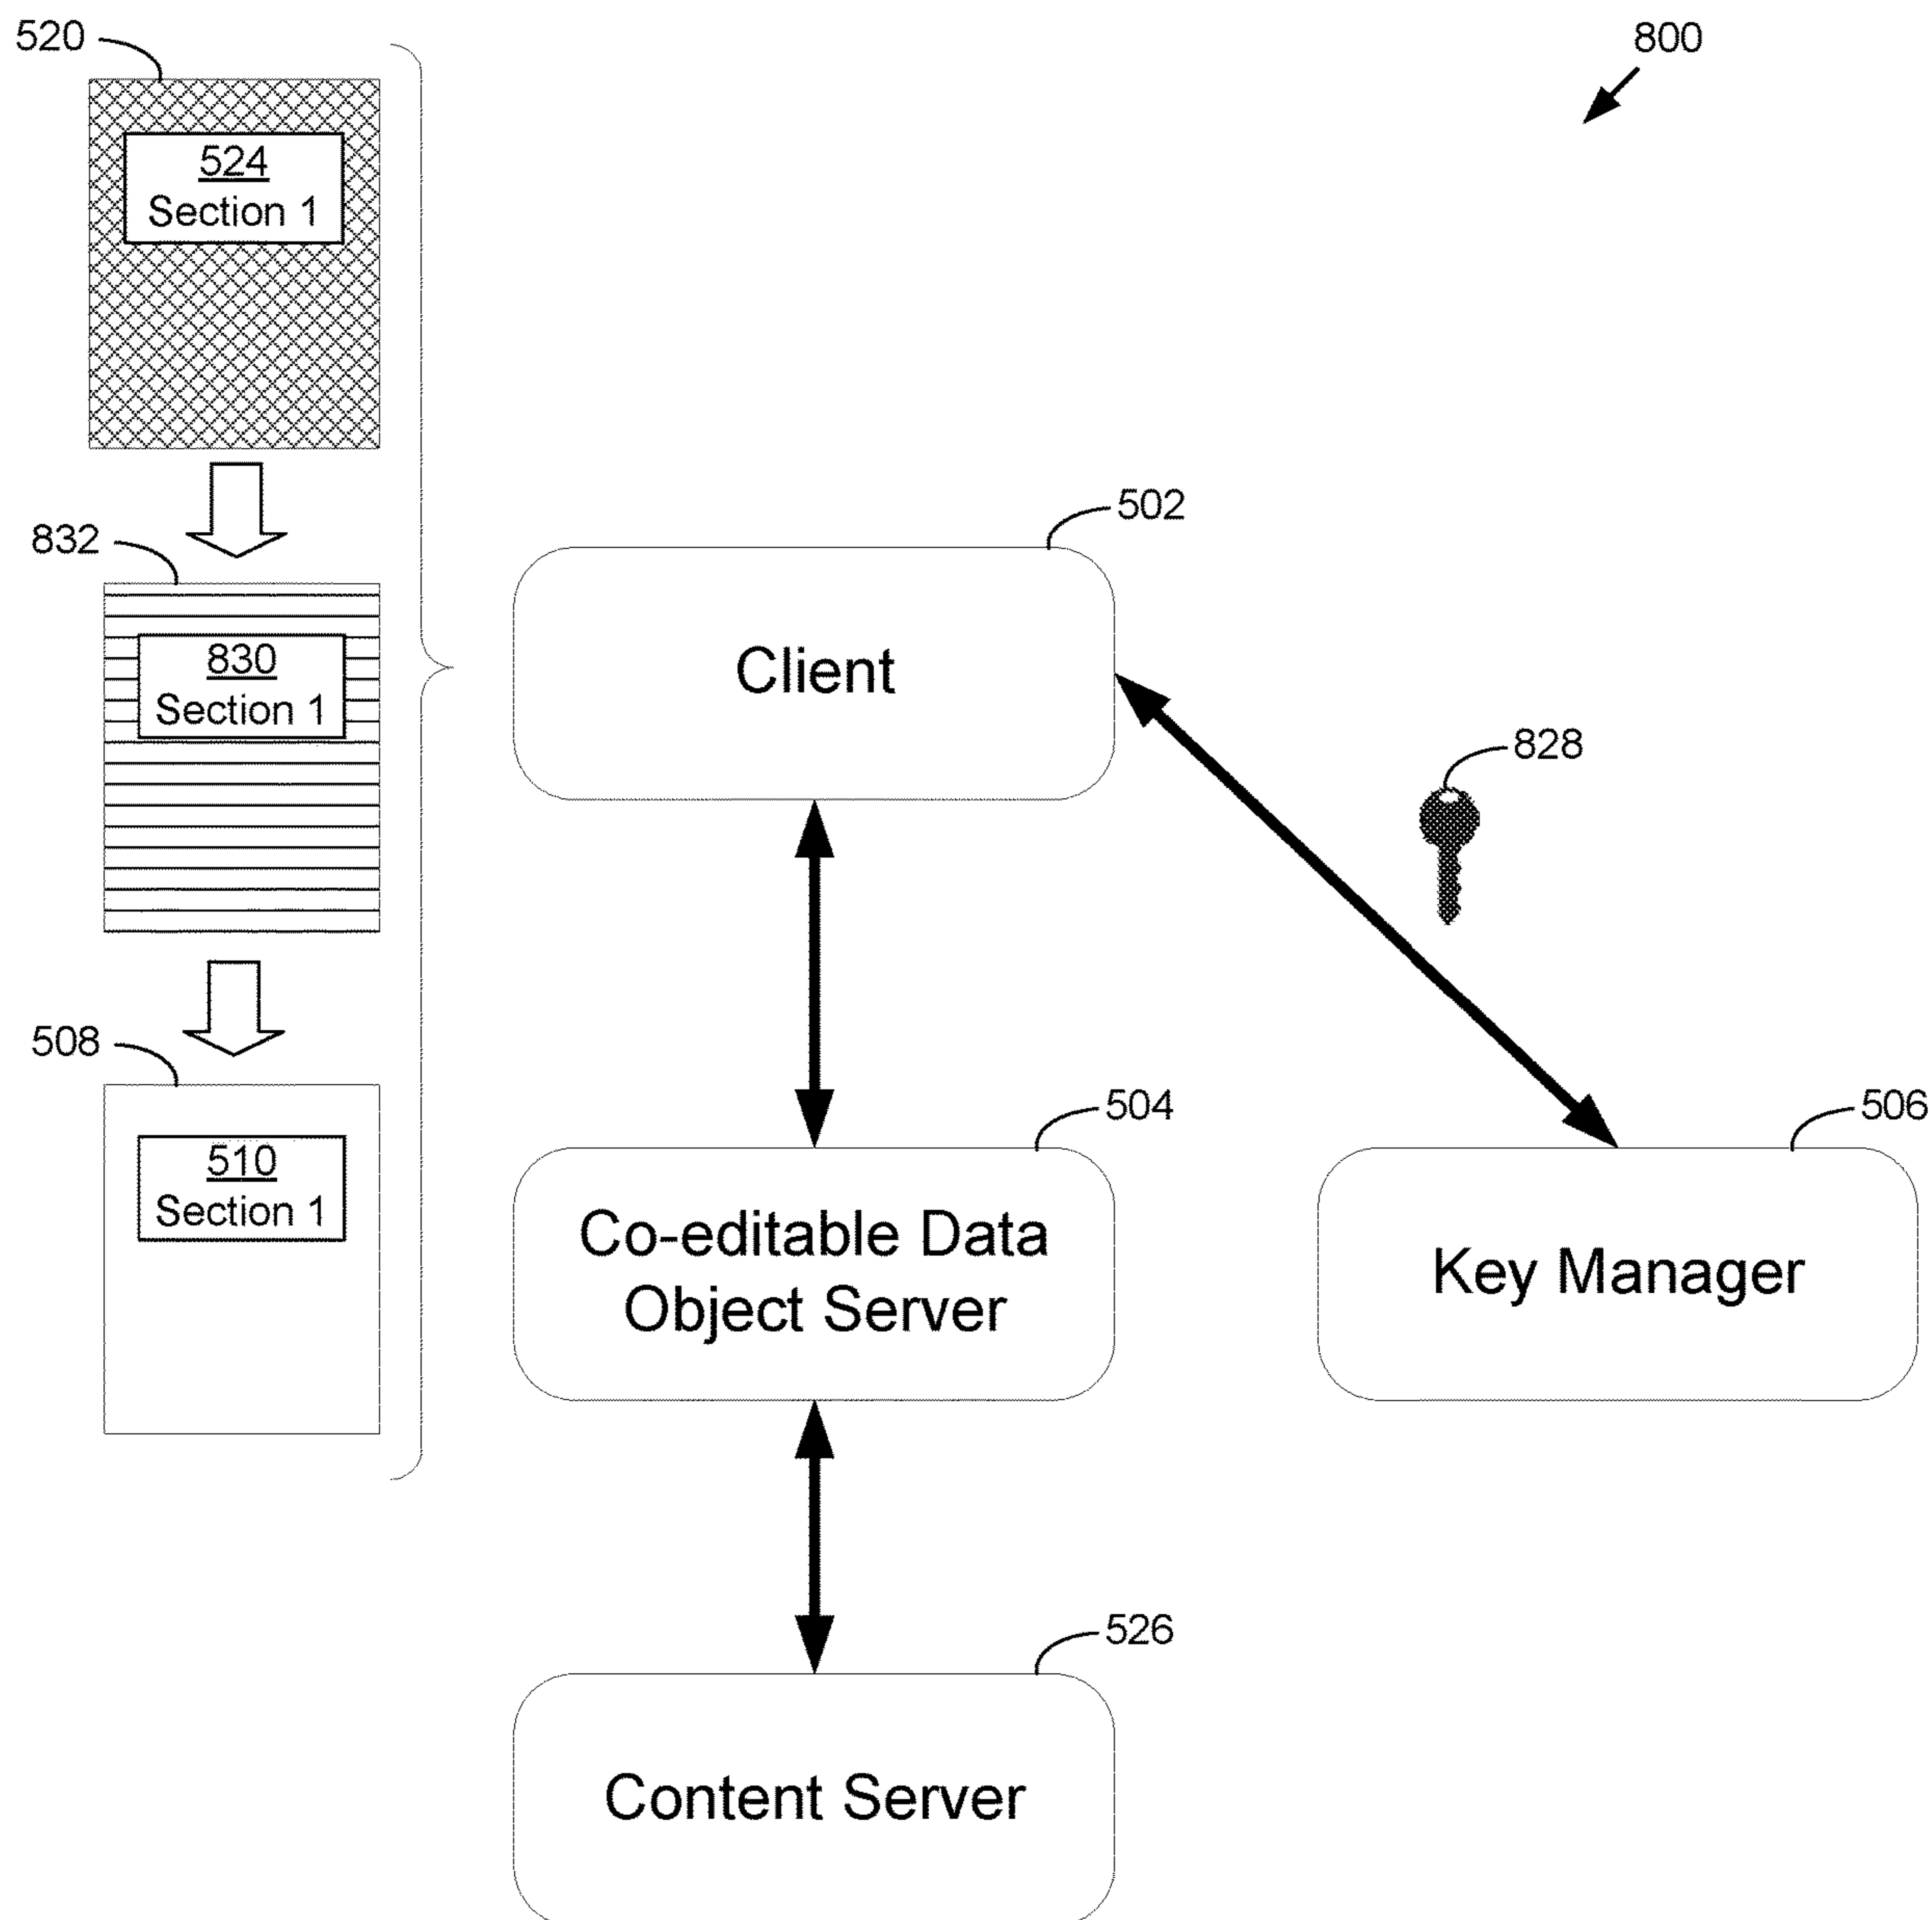 520
800
524
Section 1
502
832
830
Section 1
Client
828
508
504
506
510
Section 1
Co-editable Data
Object Server
Key Manager
526
Content Server